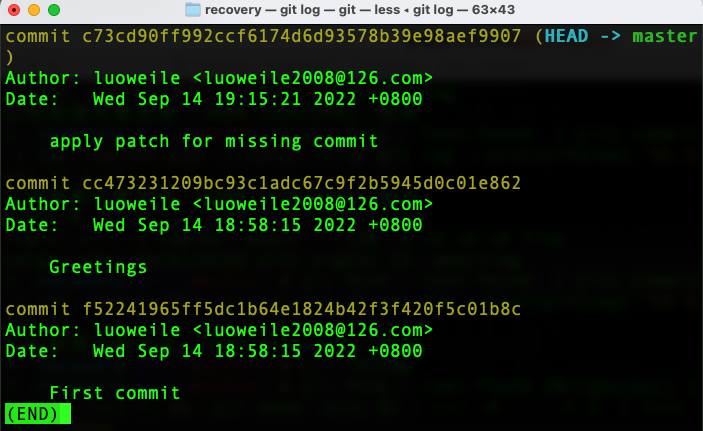 recovery — git log — git — less ◂ git log — 63×43
commit c73cd90ff992ccf6174d6d93578b39e98aef9907 (HEAD -> master
)
Author: luoweile <luoweile2008@126.com>
Date:   Wed Sep 14 19:15:21 2022 +0800
    apply patch for missing commit
commit cc473231209bc93c1adc67c9f2b5945d0c01e862
Author: luoweile <luoweile2008@126.com>
Date:   Wed Sep 14 18:58:15 2022 +0800
    Greetings
commit f52241965ff5dc1b64e1824b42f3f420f5c01b8c
Author: luoweile <luoweile2008@126.com>
Date:   Wed Sep 14 18:58:15 2022 +0800
    First commit
(END)